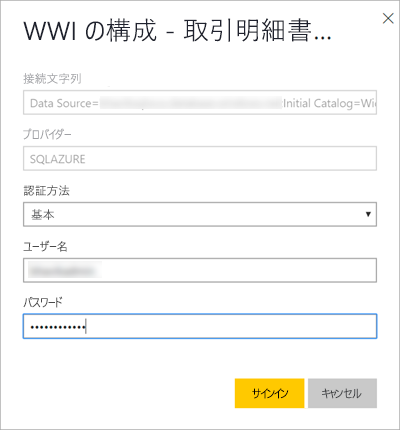 WWI の構成 - 取引明細書...
接続文字列
Data Source= Initial Catalog=Wi
プロバイダー
SQLAZURE
認証方法
基本
ユーザー名
パスワード
••••••••••••
サインイン
キャンセル